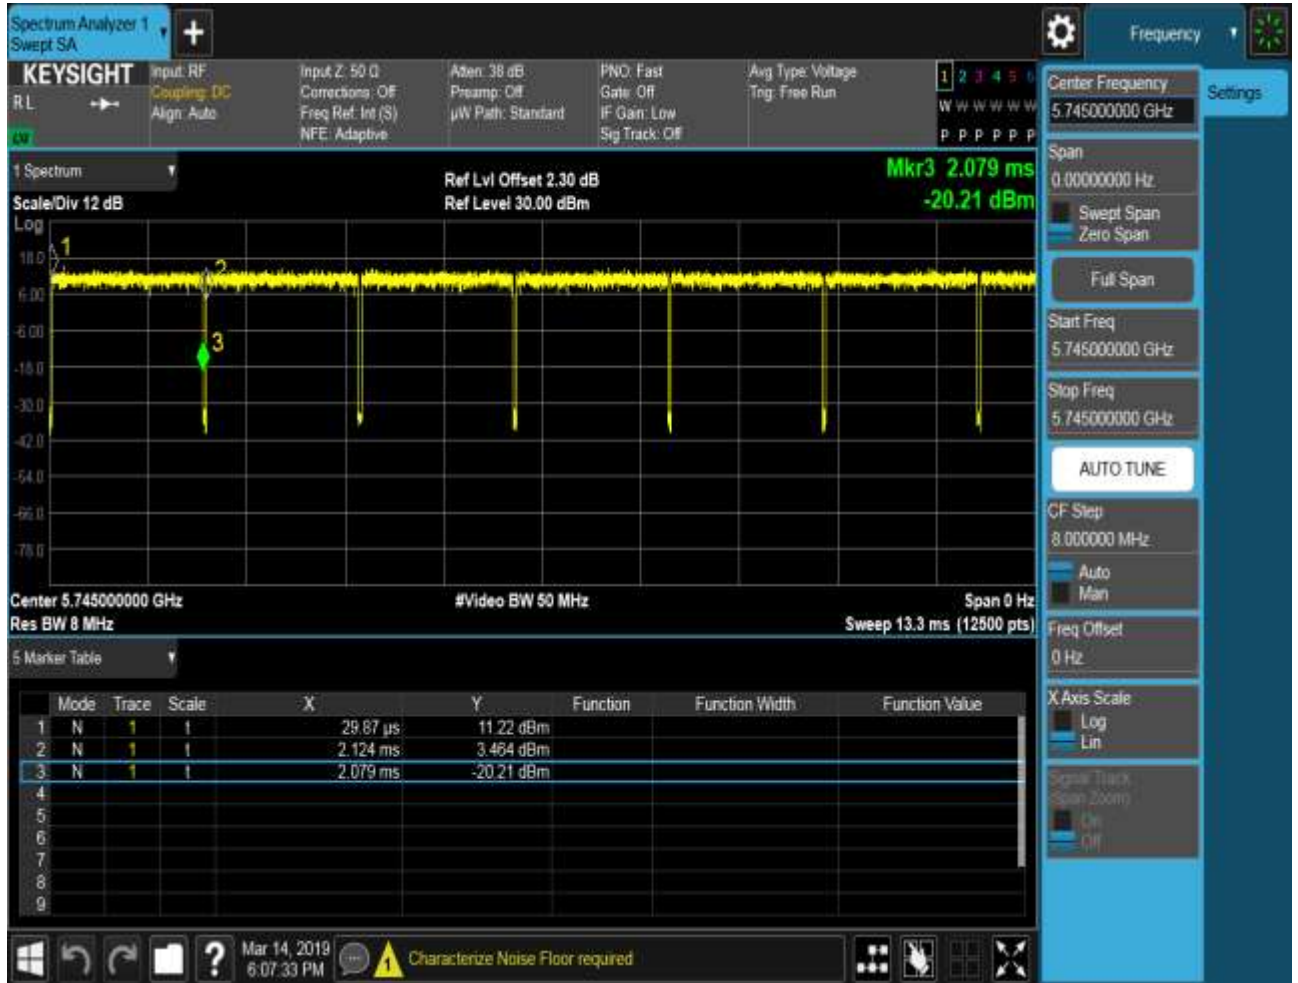 Spectrum Analyzer 1
Swept SA
+
Frequency
KEYSIGHT
R L
Input: RF
Coupling: DC
Align: Auto
Input Z: 50 Ω
Corrections: Off
Freq Ref: Int (S)
NFE: Adaptive
Atten: 38 dB
Preamp: Off
µW Path: Standard
PNO: Fast
Gate: Off
IF Gain: Low
Sig Track: Off
Avg Type: Voltage
Trig: Free Run
1 2 3 4 5 6
W W W W W W
P P P P P P
1 Spectrum
Scale/Div 12 dB
Ref Lvl Offset 2.30 dB
Ref Level 30.00 dBm
Mkr3 2.079 ms
-20.21 dBm
Log
18.0
6.00
-6.00
-18.0
-30.0
-42.0
-54.0
-66.0
-78.0
1
2
3
Center 5.745000000 GHz
Res BW 8 MHz
#Video BW 50 MHz
Span 0 Hz
Sweep 13.3 ms (12500 pts)
5 Marker Table
Mode Trace Scale X Y Function Function Width Function Value
1 N 1 t 29.87 µs 11.22 dBm
2 N 1 t 2.124 ms 3.464 dBm
3 N 1 t 2.079 ms -20.21 dBm
4
5
6
7
8
9
Mar 14, 2019
6:07:33 PM
?
1
Characterize Noise Floor required
Center Frequency
5.745000000 GHz
Settings
Span
0.00000000 Hz
Swept Span
Zero Span
Full Span
Start Freq
5.745000000 GHz
Stop Freq
5.745000000 GHz
AUTO TUNE
CF Step
8.000000 MHz
Auto
Man
Freq Offset
0 Hz
X Axis Scale
Log
Lin
Signal Track
(Span Zoom)
On
Off